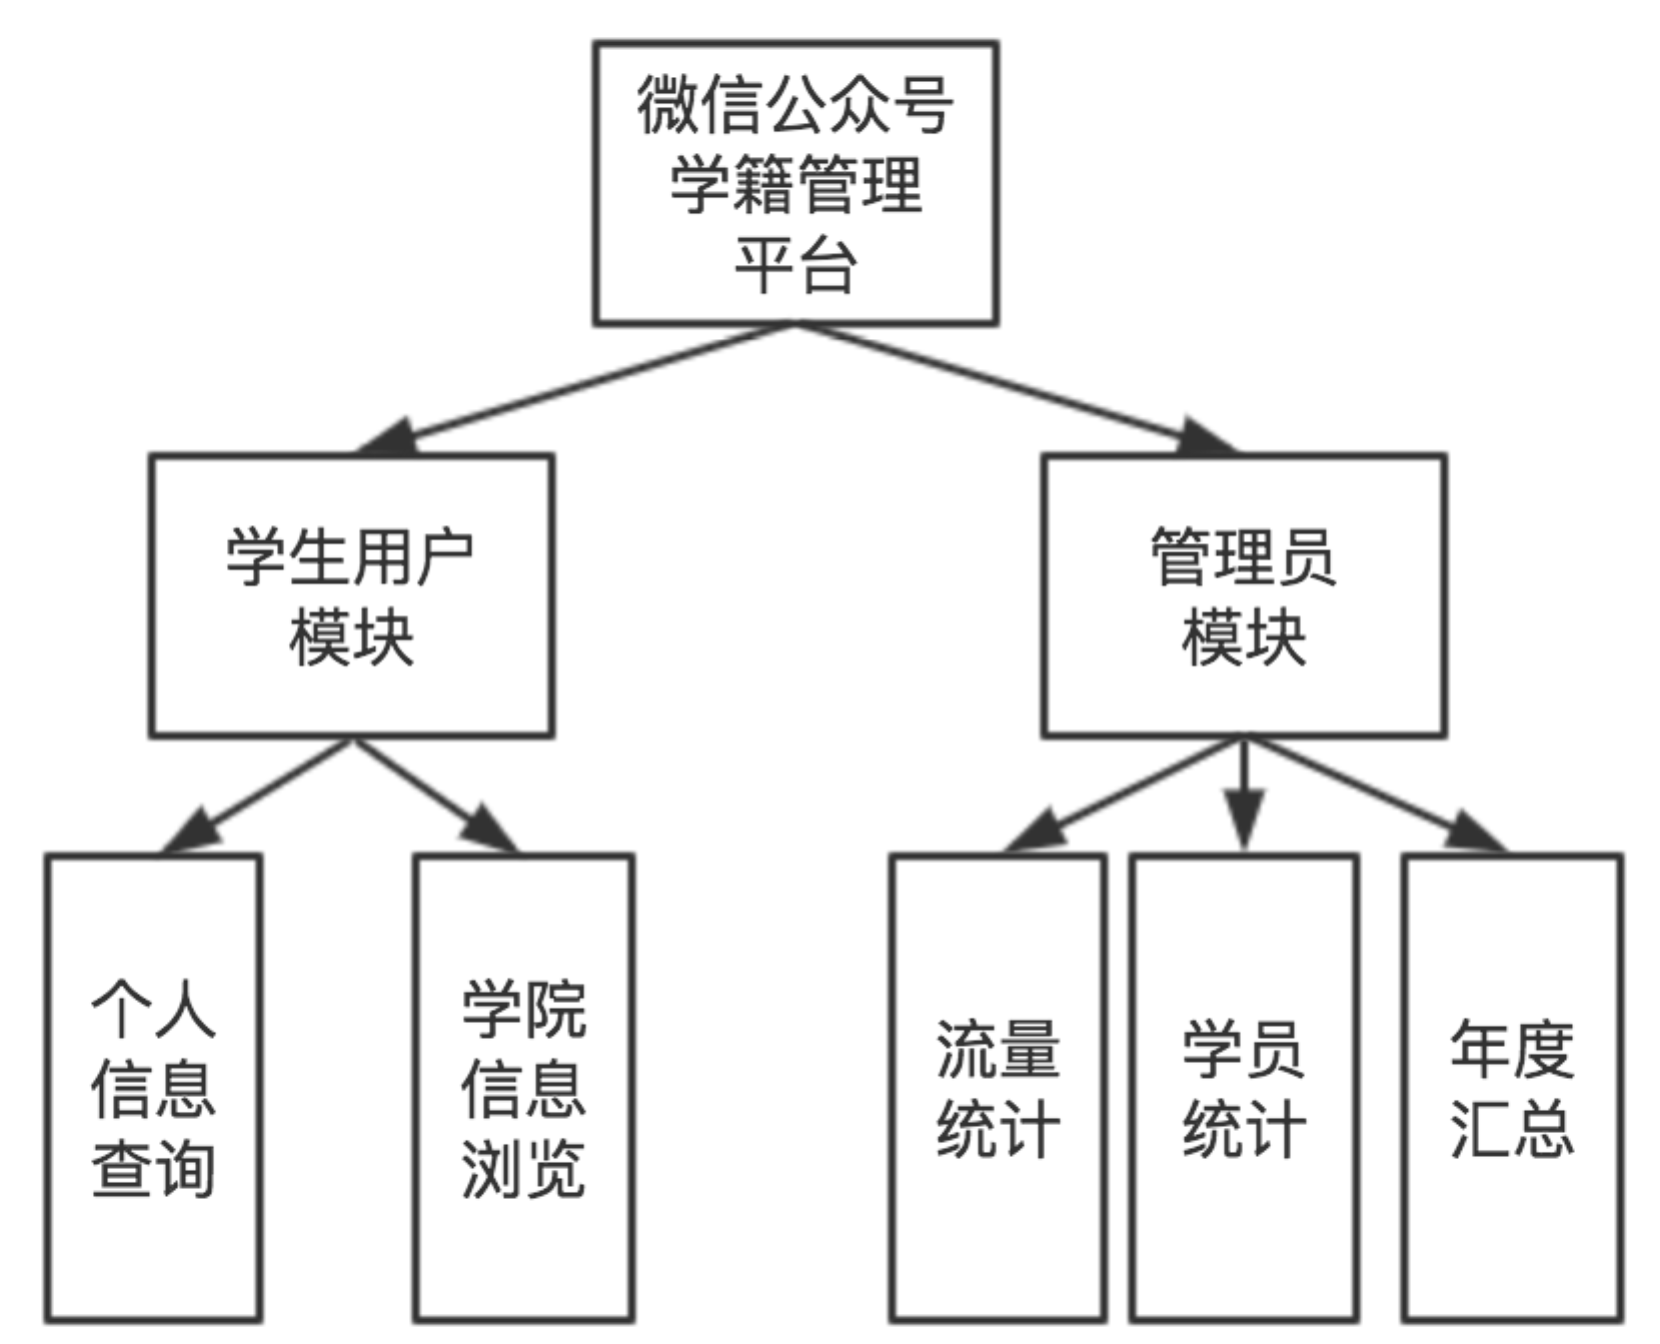 微信公众号
学籍管理
平台
学生用户
模块
管理员
模块
个人
信息
查询
学院
信息
浏览
流量
统计
学员
统计
年度
汇总